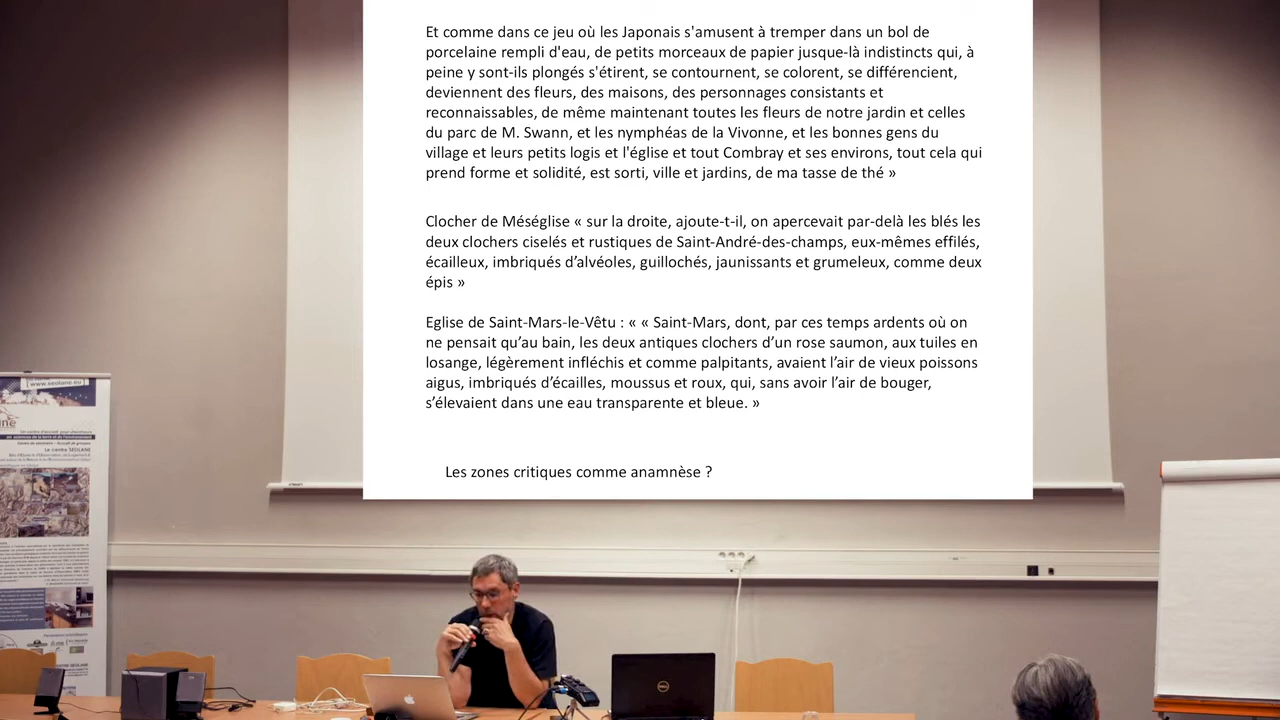 Et comme dans ce jeu où les Japonais s'amusent à tremper dans un bol de
porcelaine rempli d'eau, de petits morceaux de papier jusque-là indistincts qui, à
peine y sont-ils plongés s'étirent, se contournent, se colorent, se différencient,
deviennent des fleurs, des maisons, des personnages consistants et
reconnaissables, de même maintenant toutes les fleurs de notre jardin et celles
du parc de M. Swann, et les nymphéas de la Vivonne, et les bonnes gens du
village et leurs petits logis et l'église et tout Combray et ses environs, tout cela qui
prend forme et solidité, est sorti, ville et jardins, de ma tasse de thé »
Clocher de Méséglise « sur la droite, ajoute-t-il, on apercevait par-delà les blés les
deux clochers ciselés et rustiques de Saint-André-des-champs, eux-mêmes effilés,
écailleux, imbriqués d’alvéoles, guillochés, jaunissants et grumeleux, comme deux
épis »
Eglise de Saint-Mars-le-Vêtu : « « Saint-Mars, dont, par ces temps ardents où on
ne pensait qu’au bain, les deux antiques clochers d’un rose saumon, aux tuiles en
losange, légèrement infléchis et comme palpitants, avaient l’air de vieux poissons
aigus, imbriqués d’écailles, moussus et roux, qui, sans avoir l’air de bouger,
s’élevaient dans une eau transparente et bleue. »
Les zones critiques comme anamnèse ?
www.seolane.eu
Le centre SEOLANE
DELL